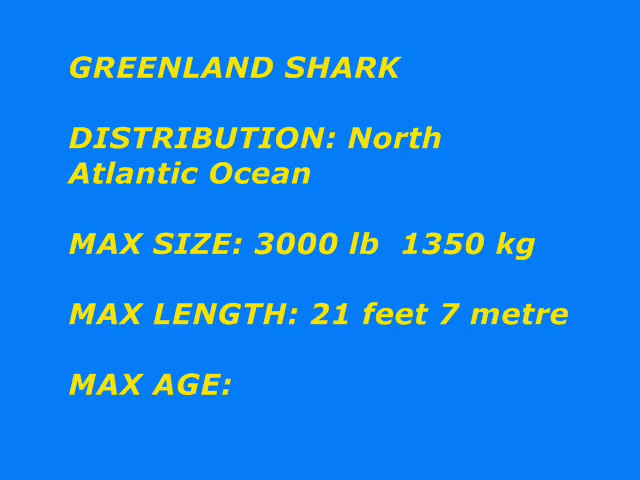 GREENLAND SHARK
DISTRIBUTION: North
Atlantic Ocean
MAX SIZE: 3000 lb  1350 kg
MAX LENGTH: 21 feet 7 metre
MAX AGE: